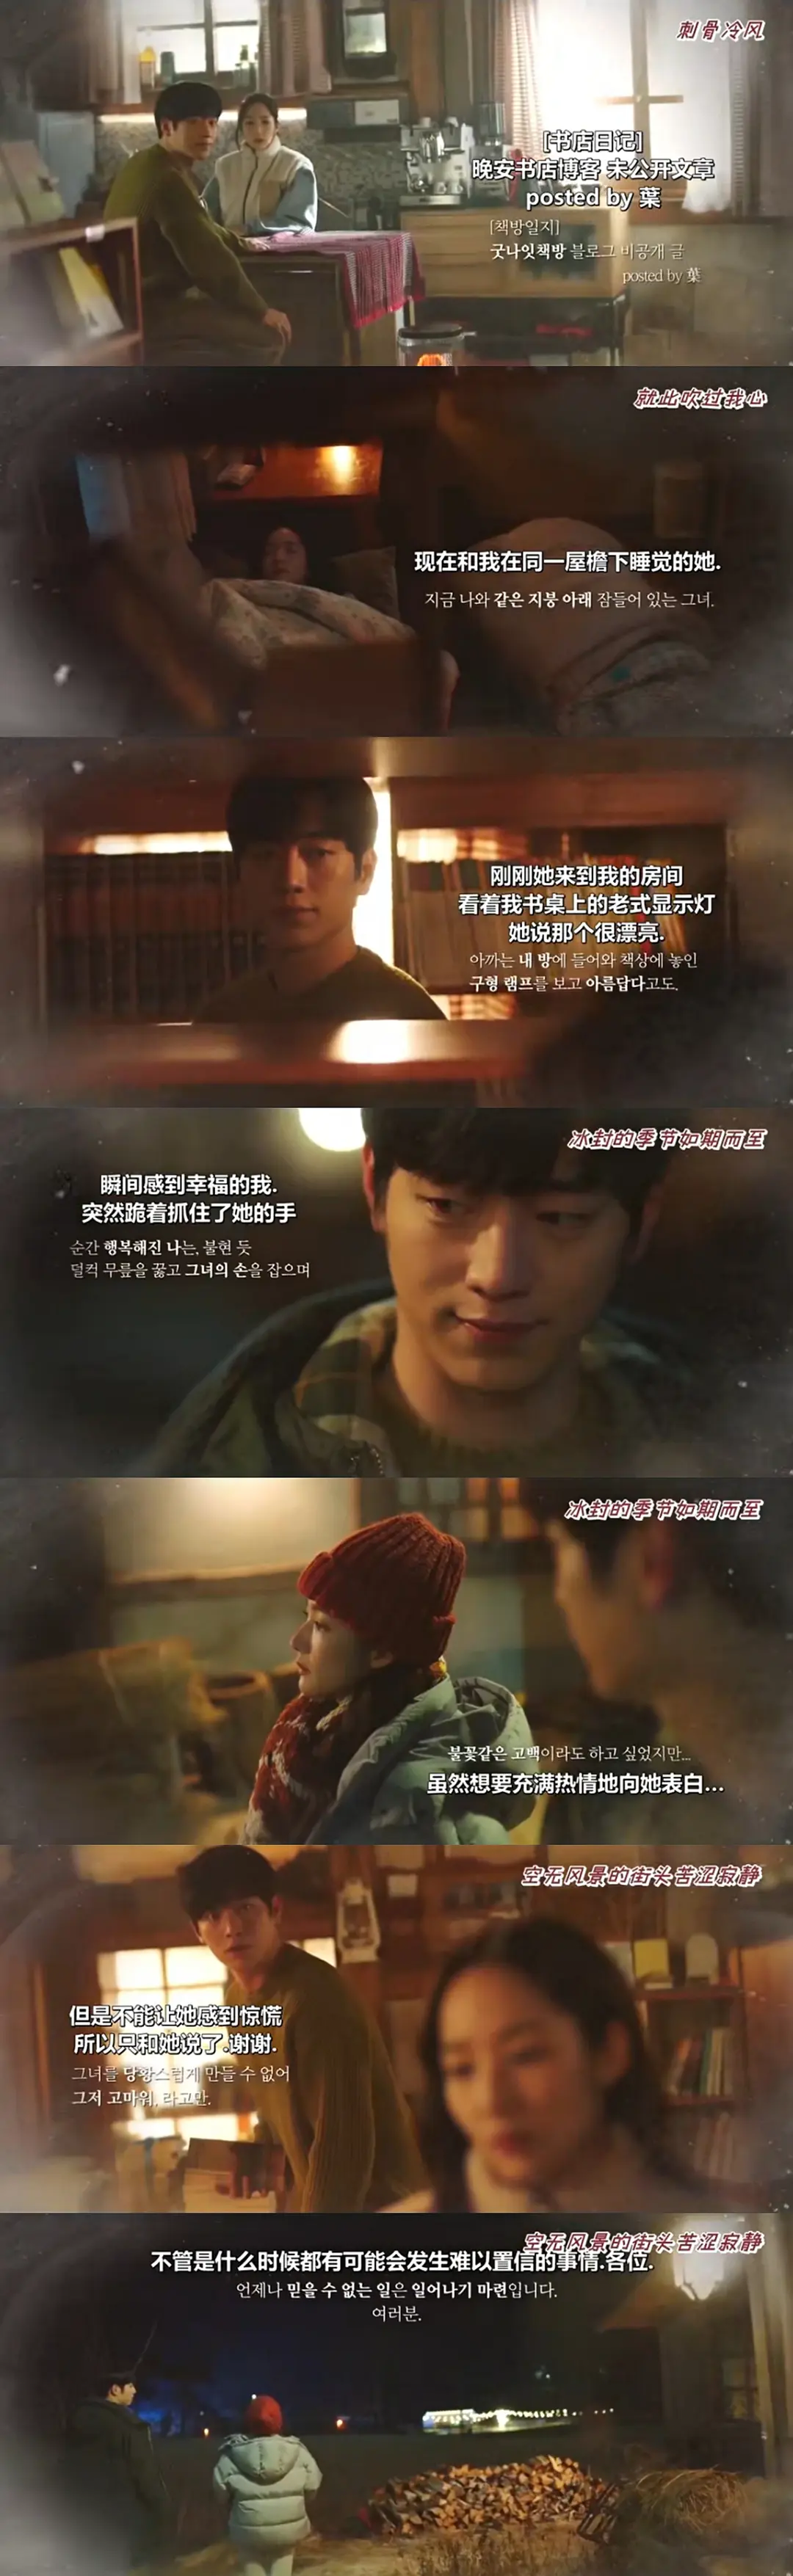 刺骨冷风
[书店日记]
晚安书店博客 未公开文章
posted by 葉
[책방일지]
굿나잇책방 블로그 비공개 글
posted by 葉
就此吹过我心
现在和我在同一屋檐下睡觉的她.
지금 나와 같은 지붕 아래 잠들어 있는 그녀.
刚刚她来到我的房间
看着我书桌上的老式显示灯
她说那个很漂亮.
아까는 내 방에 들어와 책상에 놓인
구형 램프를 보고 아름답다고도.
冰封的季节如期而至
瞬间感到幸福的我.
突然跪着抓住了她的手
순간 행복해진 나는, 불현 듯
덜컥 무릎을 꿇고 그녀의 손을 잡으며
冰封的季节如期而至
불꽃같은 고백이라도 하고 싶었지만...
虽然想要充满热情地向她表白...
空无风景的街头苦涩寂静
但是不能让她感到惊慌
所以只和她说了.谢谢.
그녀를 당황스럽게 만들 수 없어
그저 고마워, 라고만.
空无风景的街头苦涩寂静
不管是什么时候都有可能会发生难以置信的事情.各位.
언제나 믿을 수 없는 일은 일어나기 마련입니다.
여러분.